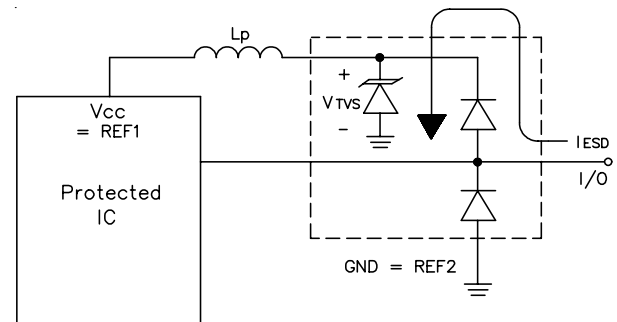 Lp
+
VTVS
-
VCC
= REF1
IESD
I/O
Protected
IC
GND = REF2